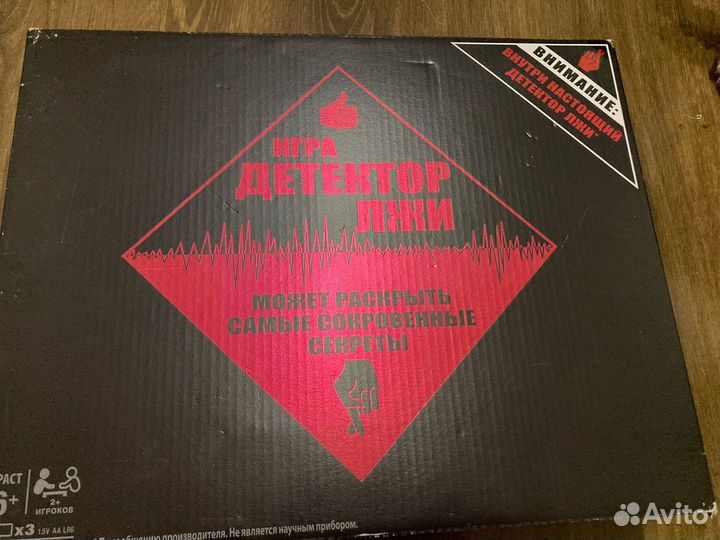 ВНИМАНИЕ:
ВНУТРИ НАСТОЯЩИЙ
ДЕТЕКТОР ЛЖИ
ИГРА
ДЕТЕКТОР
ЛЖИ
МОЖЕТ РАСКРЫТЬ
САМЫЕ СОКРОВЕННЫЕ
СЕКРЕТЫ
6+
2+
ИГРОКОВ
x3 1.5V AA LR6
производителя. Не является научным прибором.
Avito